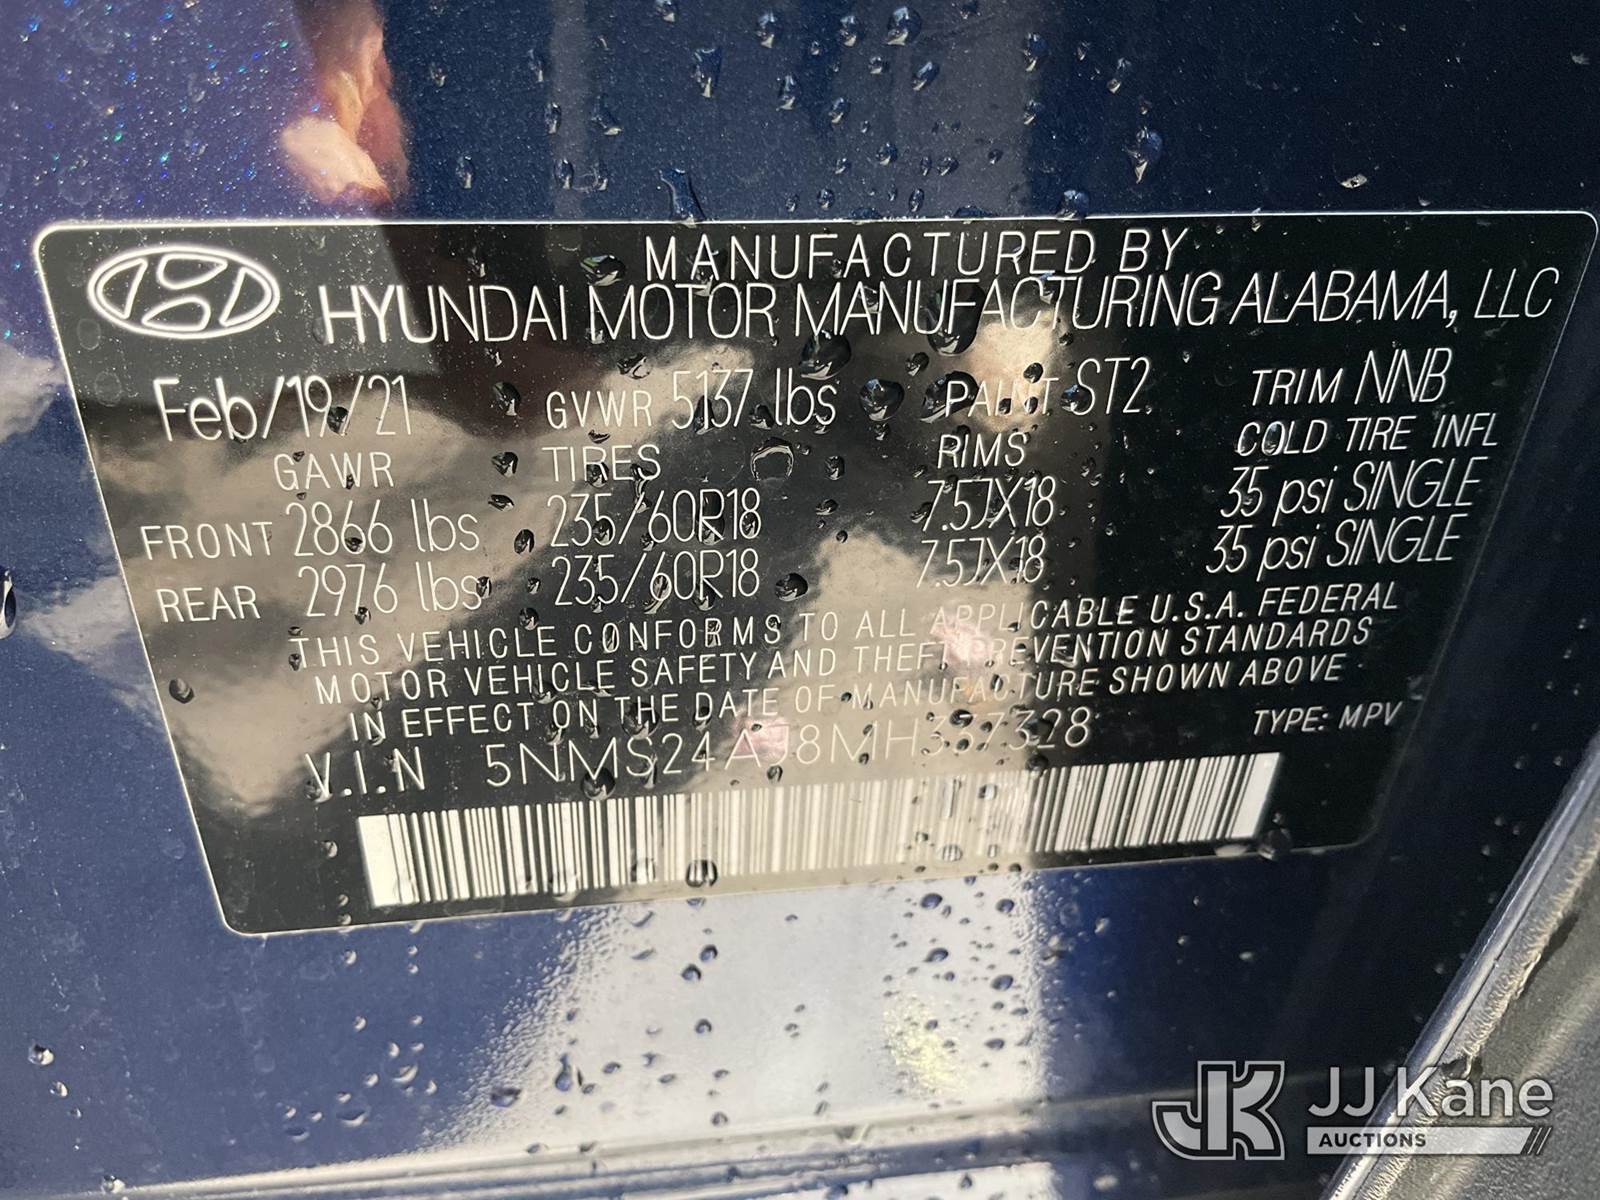 MANUFACTURED BY
HYUNDAI MOTOR MANUFACTURING ALABAMA, LLC
Feb/19/21 GVWR 5137 lbs PAINT ST2 TRIM NNB
GAWR TIRES RIMS COLD TIRE INFL
FRONT 2866 lbs 235/60R18 7.5JX18 35 psi SINGLE
REAR 2976 lbs 235/60R18 7.5JX18 35 psi SINGLE
THIS VEHICLE CONFORMS TO ALL APPLICABLE U.S.A. FEDERAL
MOTOR VEHICLE SAFETY AND THEFT PREVENTION STANDARDS
IN EFFECT ON THE DATE OF MANUFACTURE SHOWN ABOVE
V.I.N 5NMS24AJ8MH337328 TYPE: MPV
JK JJ Kane
AUCTIONS